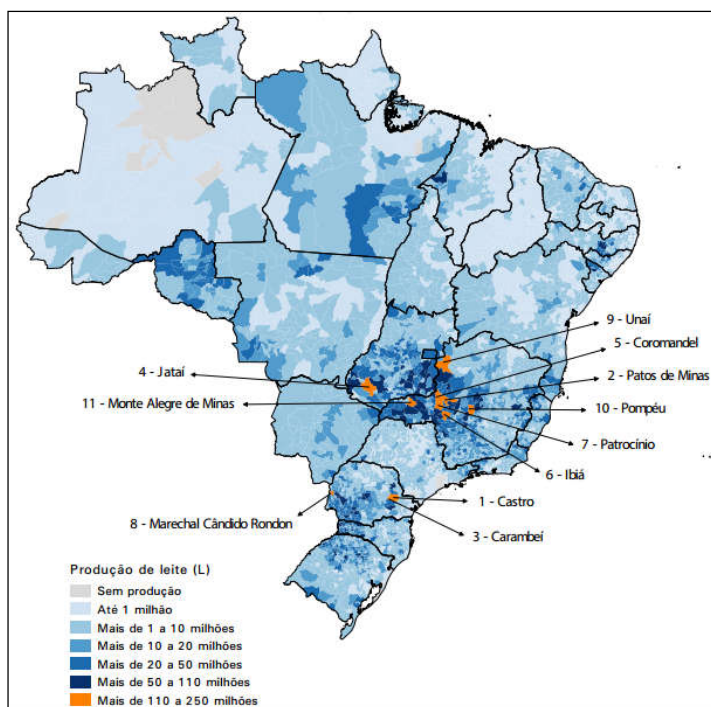 9 - Unaí
5 - Coromandel
4 - Jataí
2 - Patos de Minas
11 - Monte Alegre de Minas
10 - Pompéu
7 - Patrocínio
6 - Ibiá
1 - Castro
8 - Marechal Cândido Rondon
3 - Carambeí
Produção de leite (L)
Sem produção
Até 1 milhão
Mais de 1 a 10 milhões
Mais de 10 a 20 milhões
Mais de 20 a 50 milhões
Mais de 50 a 110 milhões
Mais de 110 a 250 milhões